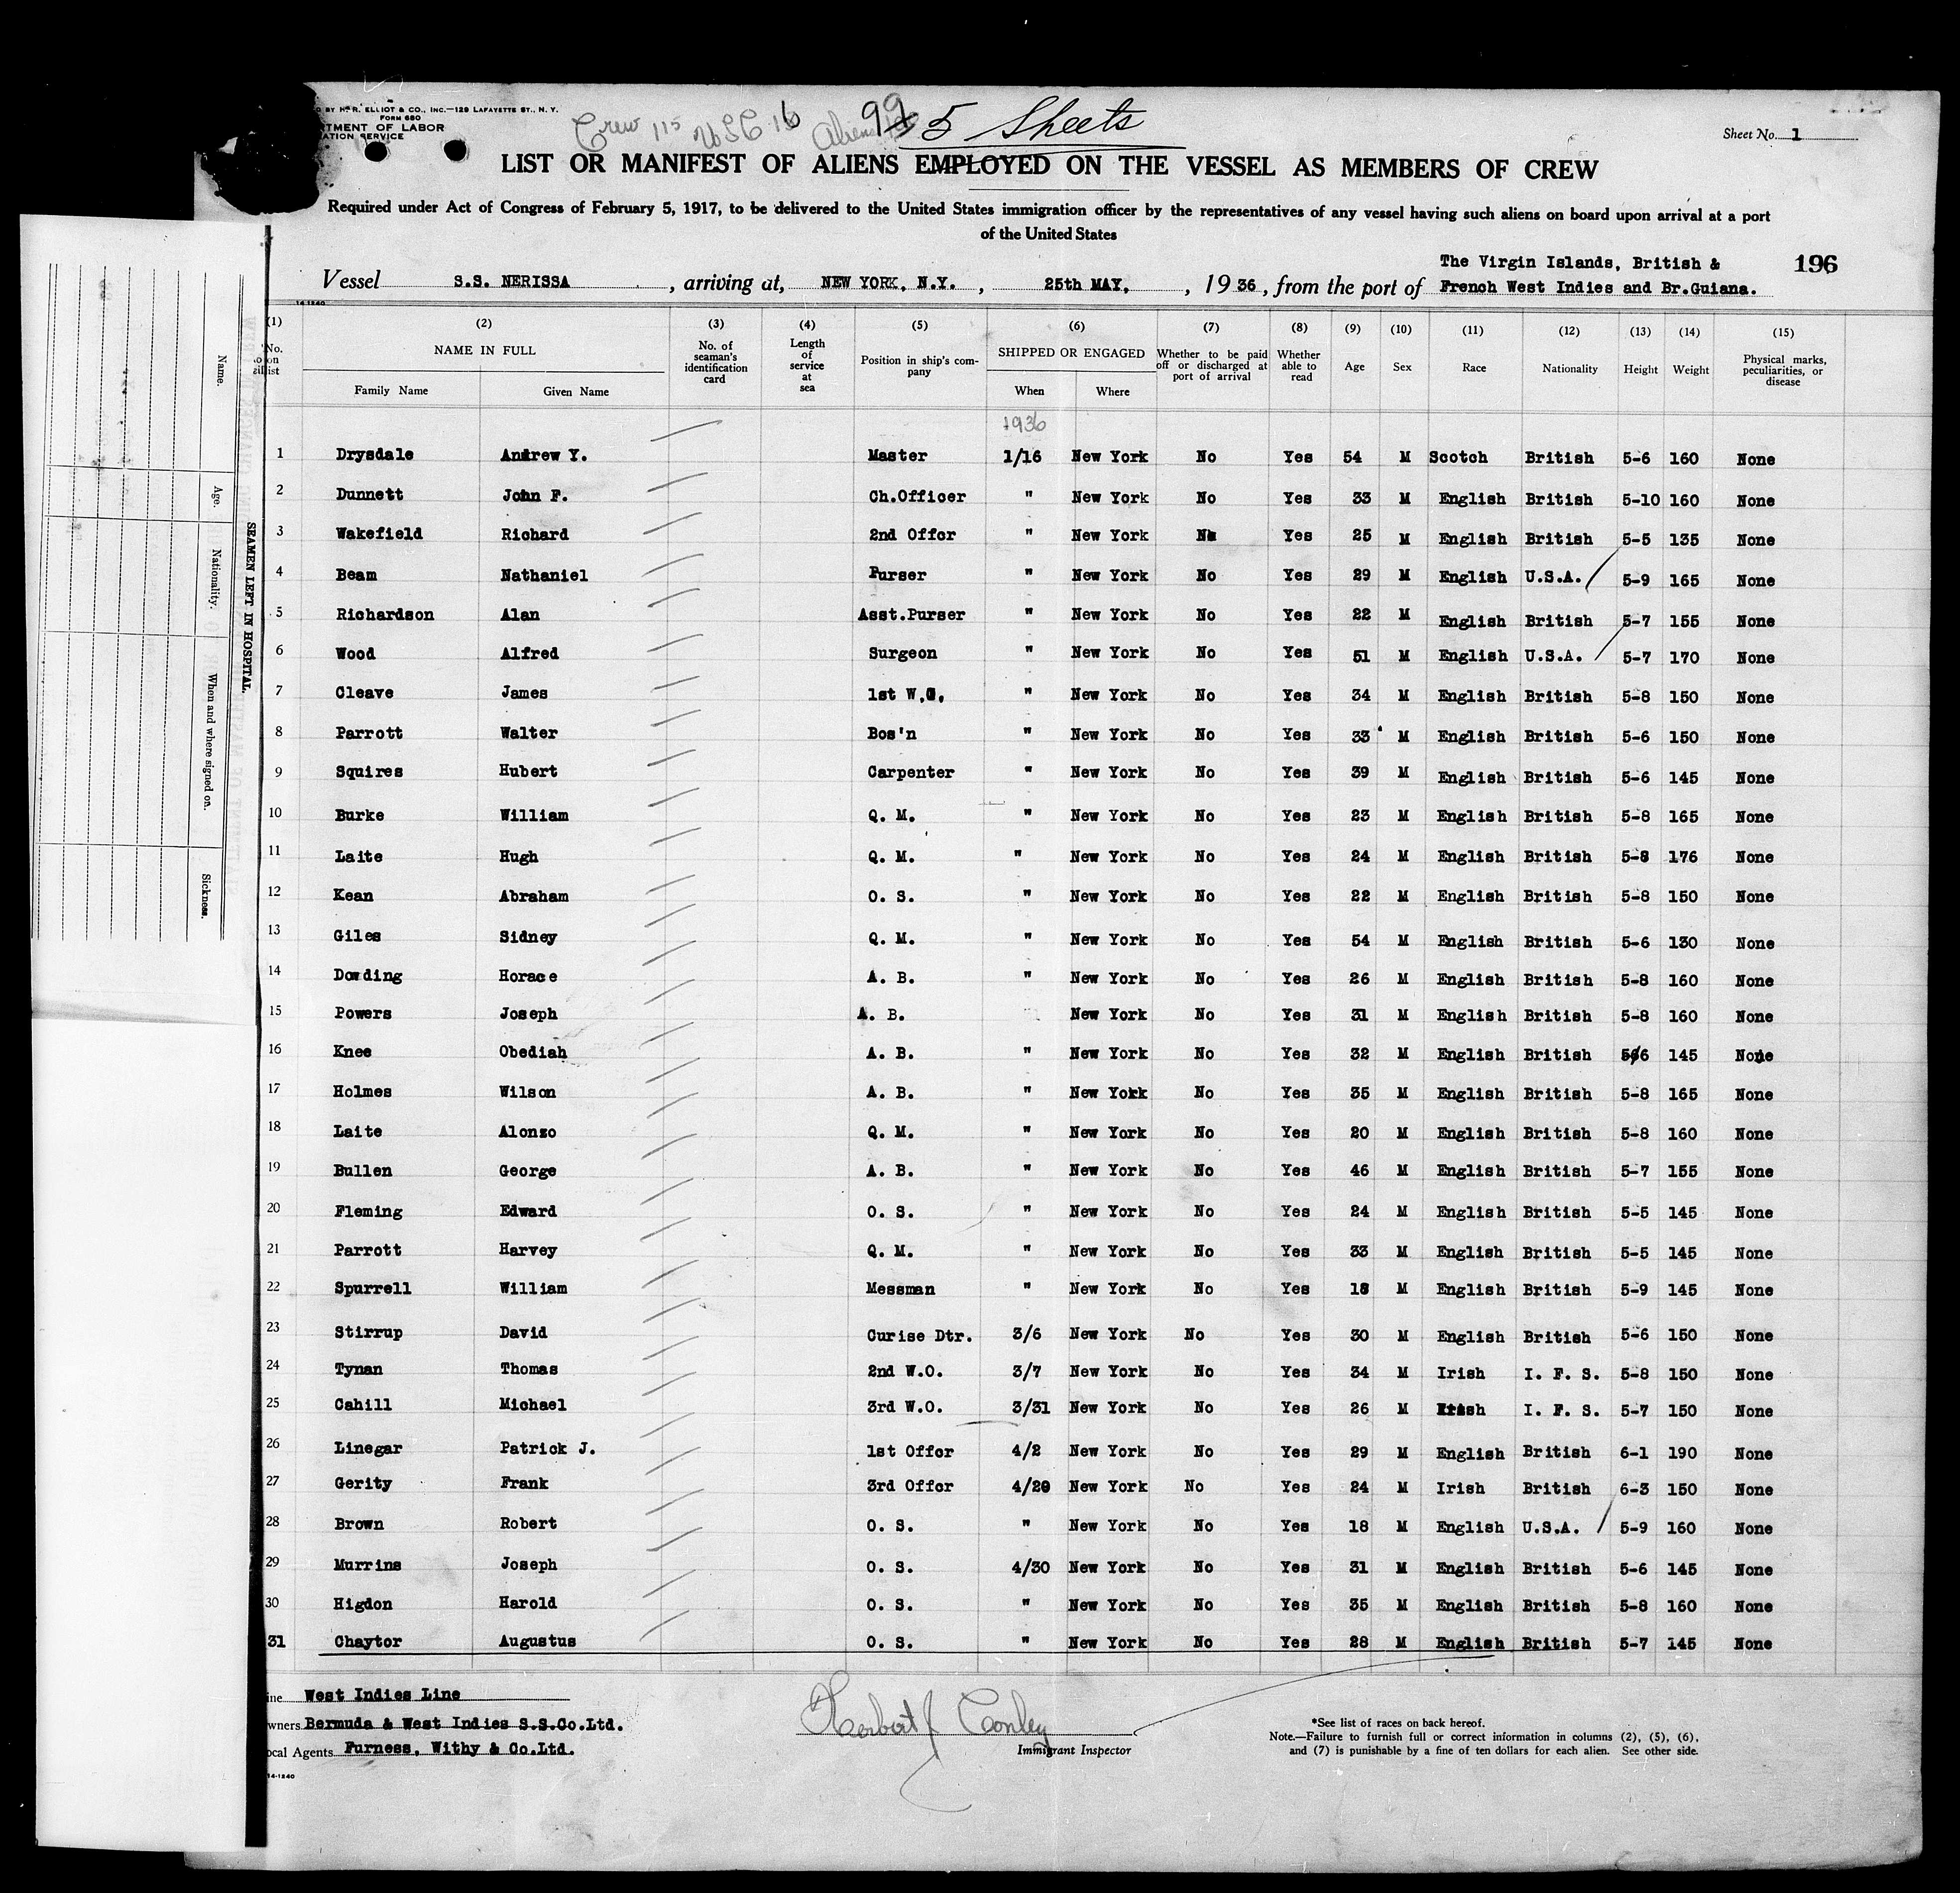 BY H. R. ELLIOT & CO., INC.—129 LAFAYETTE ST., N. Y.
FORM 680
TMENT OF LABOR
ATION SERVICE
Crew 115 USC 16 Aliens 99 5 Sheets
Sheet No. 1
LIST OR MANIFEST OF ALIENS EMPLOYED ON THE VESSEL AS MEMBERS OF CREW
Required under Act of Congress of February 5, 1917, to be delivered to the United States immigration officer by the representatives of any vessel having such aliens on board upon arrival at a port
of the United States
The Virgin Islands, British & 196
Vessel S.S. NERISSA, arriving at, NEW YORK, N.Y., 25th MAY, 1936, from the port of French West Indies and Br.Guiana.
14-1240
(1) (2) (3) (4) (5) (6) (7) (8) (9) (10) (11) (12) (13) (14) (15)
No. on list NAME IN FULL Family Name Given Name No. of seaman's identification card Length of service at sea Position in ship's company SHIPPED OR ENGAGED When Where Whether to be paid off or discharged at port of arrival Whether able to read Age Sex Race Nationality Height Weight Physical marks, peculiarities, or disease
1936
1 Drysdale Andrew Y. Master 1/16 New York No Yes 54 M Scotch British 5-6 160 None
2 Dunnett John F. Ch.Officer " New York No Yes 33 M English British 5-10 160 None
3 Wakefield Richard 2nd Offcr " New York No Yes 25 M English British 5-5 135 None
4 Beam Nathaniel Purser " New York No Yes 29 M English U.S.A. 5-9 165 None
5 Richardson Alan Asst.Purser " New York No Yes 22 M English British 5-7 155 None
6 Wood Alfred Surgeon " New York No Yes 51 M English U.S.A. 5-7 170 None
7 Cleave James 1st W.O. " New York No Yes 34 M English British 5-8 150 None
8 Parrott Walter Bos'n " New York No Yes 33 M English British 5-6 150 None
9 Squires Hubert Carpenter " New York No Yes 39 M English British 5-6 145 None
10 Burke William Q. M. " New York No Yes 23 M English British 5-8 165 None
11 Laite Hugh Q. M. " New York No Yes 24 M English British 5-8 176 None
12 Kean Abraham O. S. " New York No Yes 22 M English British 5-8 150 None
13 Giles Sidney Q. M. " New York No Yes 54 M English British 5-6 130 None
14 Dowding Horace A. B. " New York No Yes 26 M English British 5-8 160 None
15 Powers Joseph A. B. New York No Yes 31 M English British 5-8 160 None
16 Knee Obediah A. B. " New York No Yes 32 M English British 5-6 145 None
17 Holmes Wilson A. B. " New York No Yes 35 M English British 5-8 165 None
18 Laite Alonzo Q. M. " New York No Yes 20 M English British 5-8 160 None
19 Bullen George A. B. " New York No Yes 46 M English British 5-7 155 None
20 Fleming Edward O. S. " New York No Yes 24 M English British 5-5 145 None
21 Parrott Harvey Q. M. " New York No Yes 33 M English British 5-5 145 None
22 Spurrell William Messman " New York No Yes 18 M English British 5-9 145 None
23 Stirrup David Curise Dtr. 3/6 New York No Yes 30 M English British 5-6 150 None
24 Tynan Thomas 2nd W.O. 3/7 New York No Yes 34 M Irish I. F. S. 5-8 150 None
25 Cahill Michael 3rd W.O. 3/31 New York No Yes 26 M Irish I. F. S. 5-7 150 None
26 Linegar Patrick J. 1st Offcr 4/2 New York No Yes 29 M English British 6-1 190 None
27 Gerity Frank 3rd Offcr 4/29 New York No Yes 24 M Irish British 6-3 150 None
28 Brown Robert O. S. " New York No Yes 18 M English U.S.A. 5-9 160 None
29 Murrins Joseph O. S. 4/30 New York No Yes 31 M English British 5-6 145 None
30 Higdon Harold O. S. " New York No Yes 35 M English British 5-8 160 None
31 Chaytor Augustus O. S. " New York No Yes 28 M English British 5-7 145 None
ine West Indies Line
wners Bermuda & West Indies S.S.Co.Ltd.
ocal Agents Furness, Withy & Co.Ltd.
14-1240
Herbert J Conley
Immigrant Inspector
*See list of races on back hereof.
Note.—Failure to furnish full or correct information in columns (2), (5), (6),
and (7) is punishable by a fine of ten dollars for each alien. See other side.
SEAMEN LEFT IN HOSPITAL.
Name. Age. Nationality. When and where signed on. Sickness.